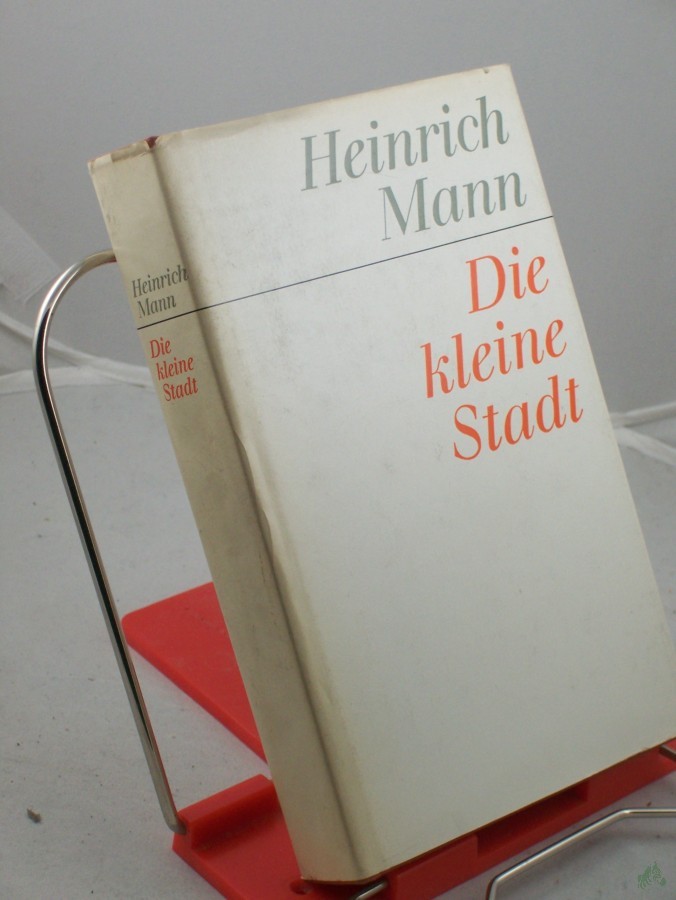 Heinrich
Mann
Die
kleine
Stadt
Heinrich
Mann
Die
kleine
Stadt